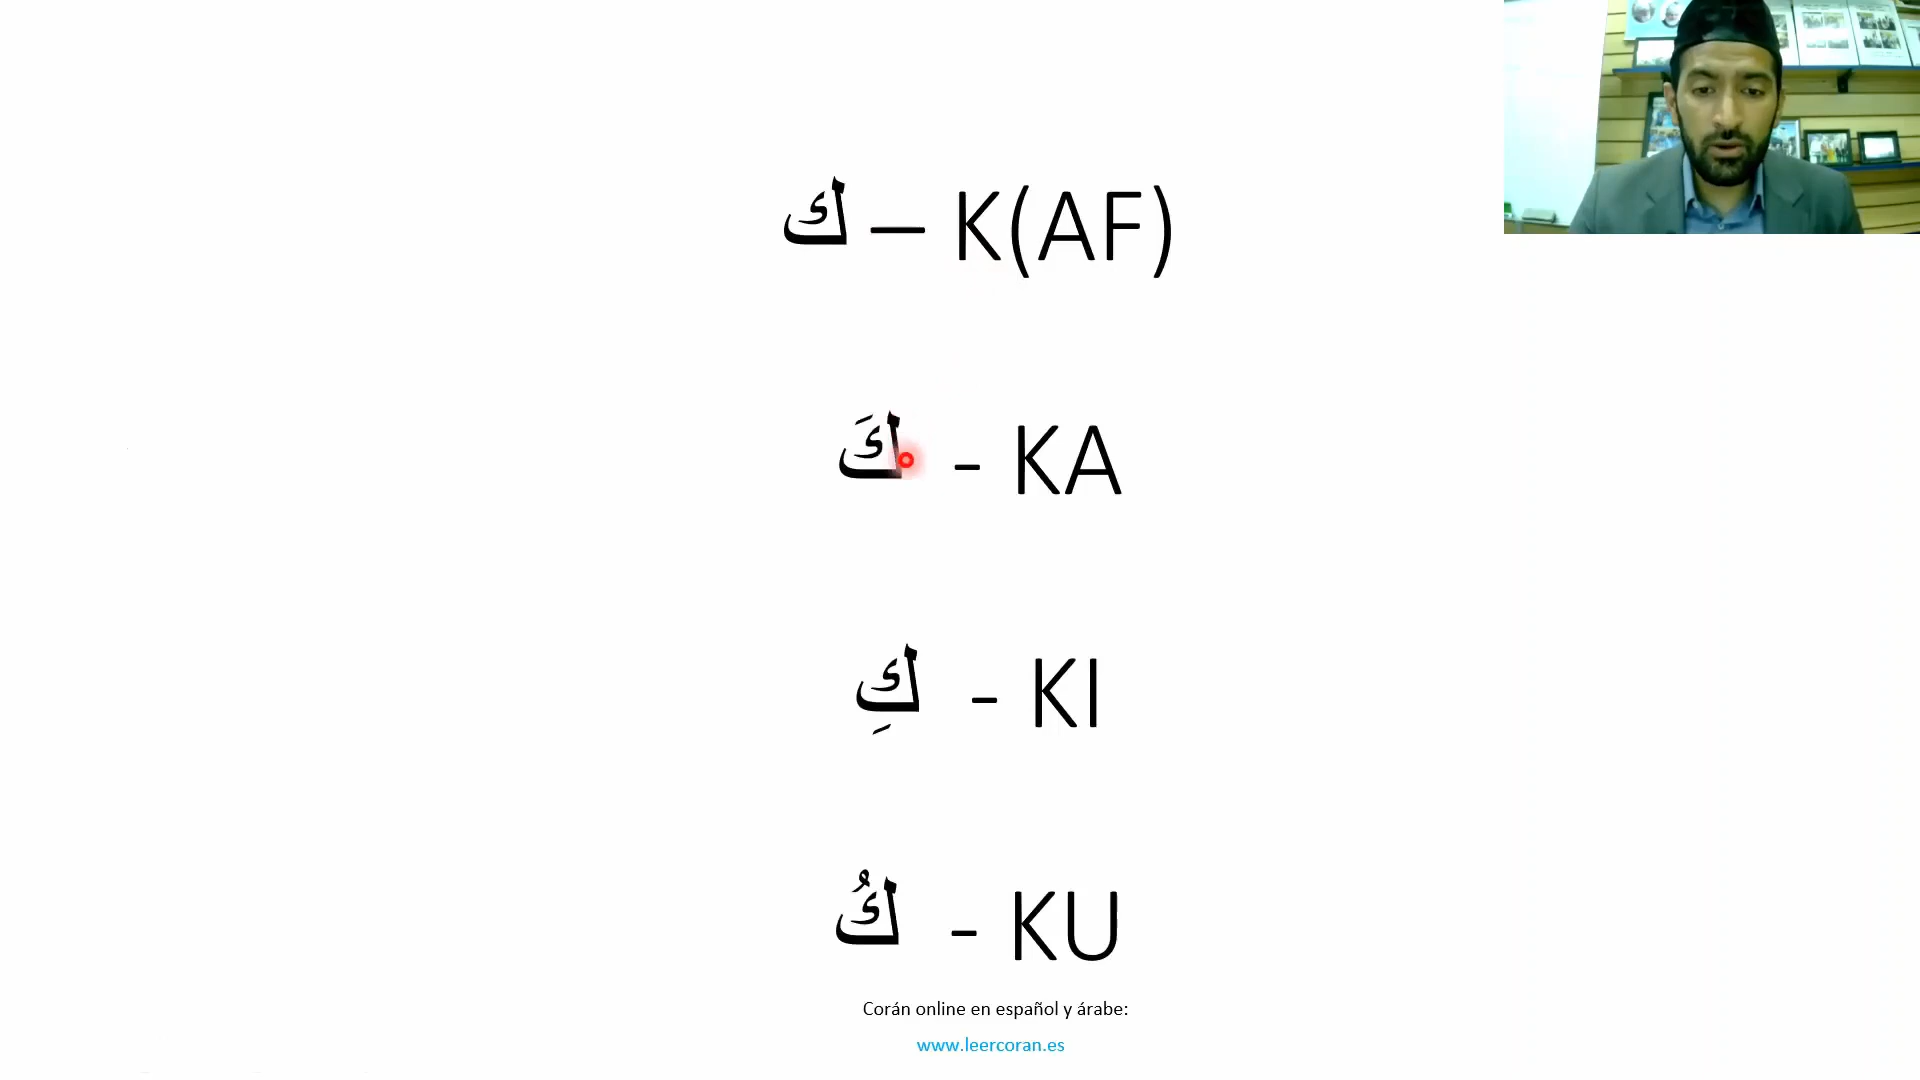 ك – K(AF)
كَ - KA
كِ - KI
كُ - KU
Corán online en español y árabe:
www.leercoran.es